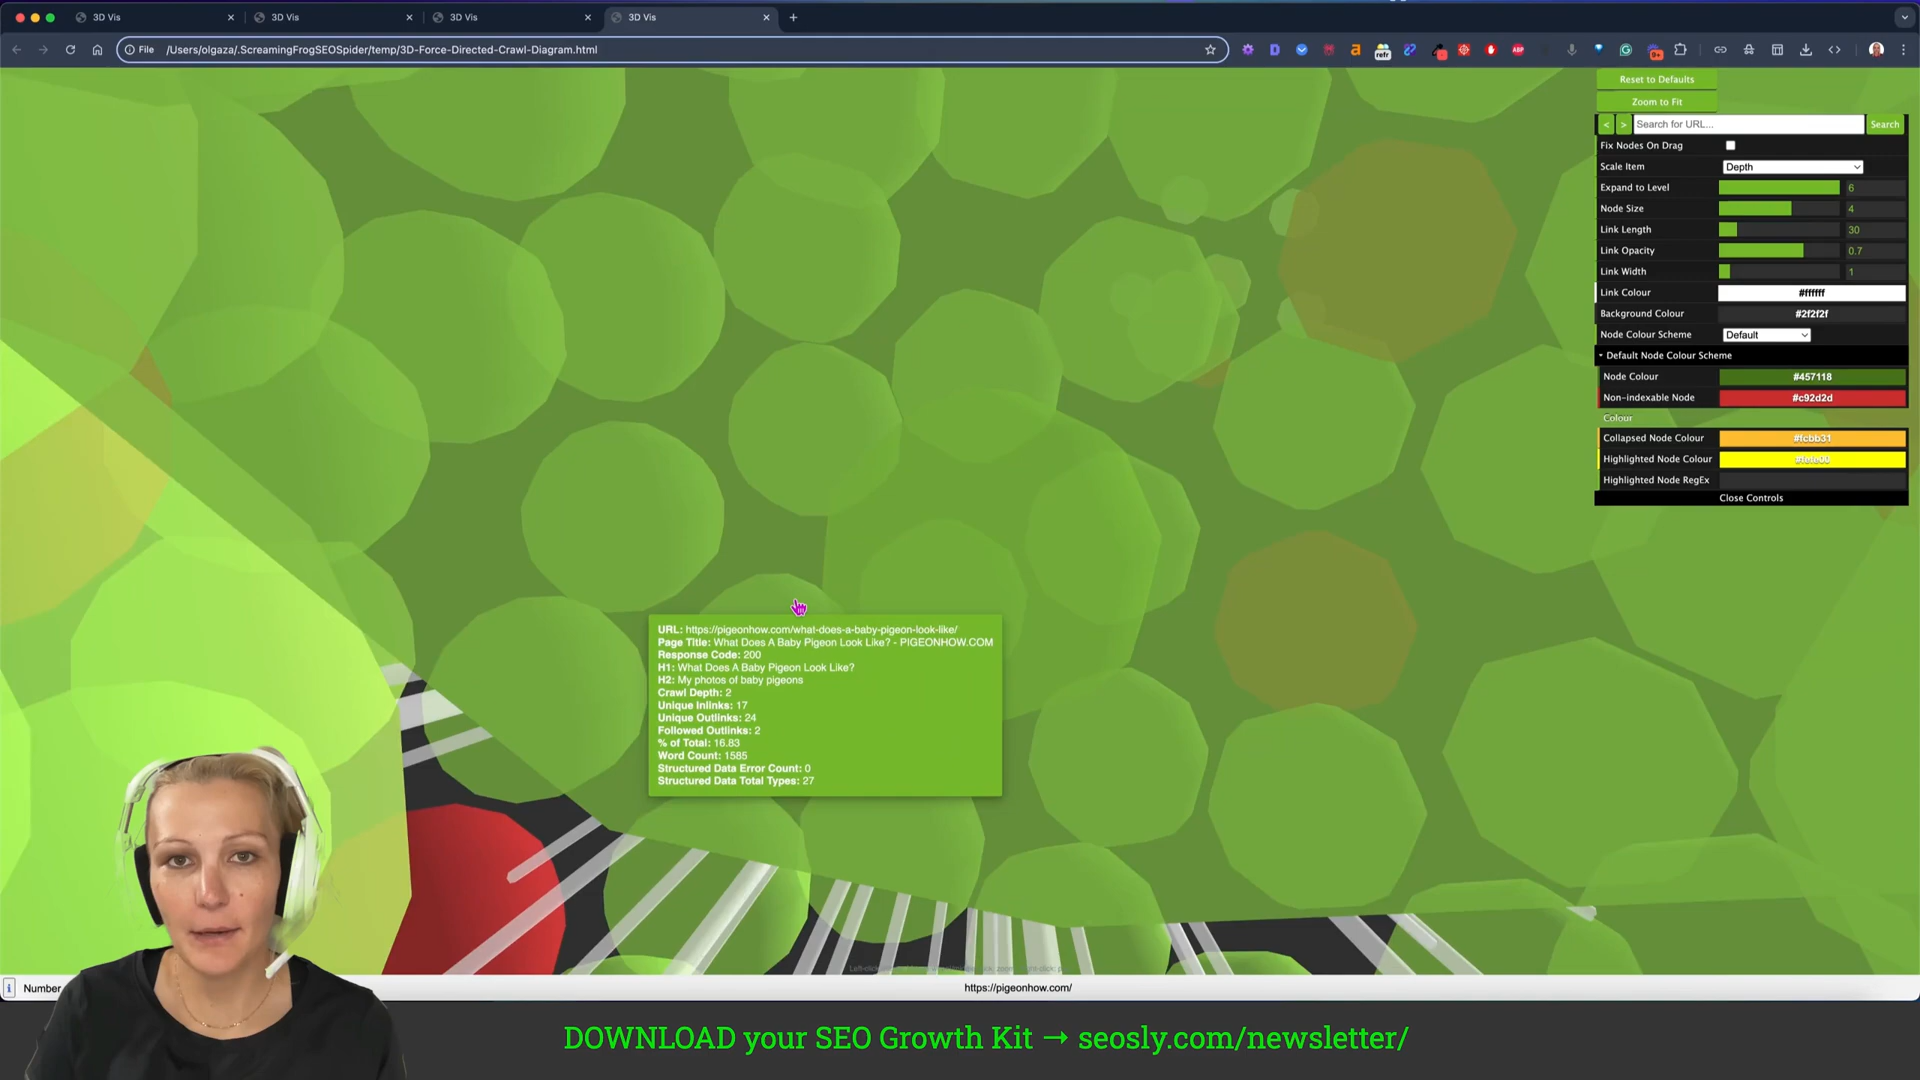 3D Vis
3D Vis
3D Vis
3D Vis
File /Users/olgaza/.ScreamingFrogSEOSpider/temp/3D-Force-Directed-Crawl-Diagram.html
refr
ABP
9+
Reset to Defaults
Zoom to Fit
< > Search for URL... Search
Fix Nodes On Drag
Scale Item Depth
Expand to Level 6
Node Size 4
Link Length 30
Link Opacity 0.7
Link Width 1
Link Colour #ffffff
Background Colour #2f2f2f
Node Colour Scheme Default
Default Node Colour Scheme
Node Colour #457118
Non-indexable Node #c92d2d
Colour
Collapsed Node Colour #fcbb31
Highlighted Node Colour
Highlighted Node RegEx
Close Controls
URL: https://pigeonhow.com/what-does-a-baby-pigeon-look-like/
Page Title: What Does A Baby Pigeon Look Like? - PIGEONHOW.COM
Response Code: 200
H1: What Does A Baby Pigeon Look Like?
H2: My photos of baby pigeons
Crawl Depth: 2
Unique Inlinks: 17
Unique Outlinks: 24
Followed Outlinks: 2
% of Total: 16.83
Word Count: 1585
Structured Data Error Count: 0
Structured Data Total Types: 27
Number
https://pigeonhow.com/
DOWNLOAD your SEO Growth Kit → seosly.com/newsletter/